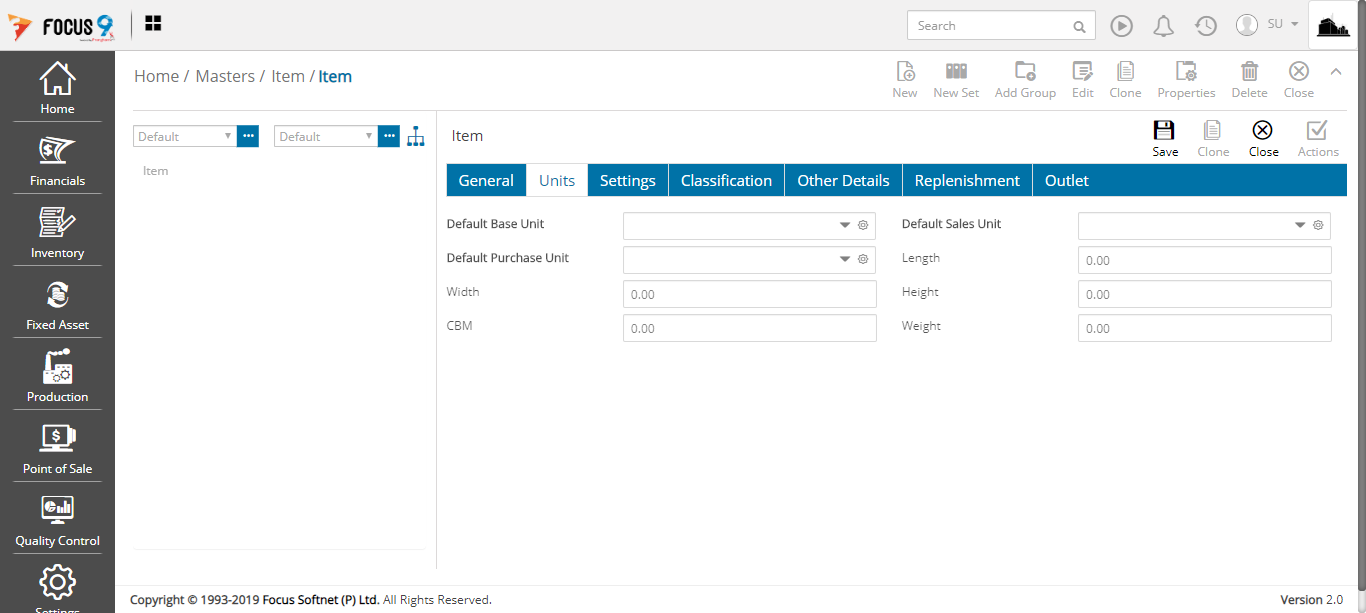 FOCUS 9
Search
SU
Home
Financials
Inventory
Fixed Asset
Production
Point of Sale
Quality Control
Settings
Home / Masters / Item / Item
New
New Set
Add Group
Edit
Clone
Properties
Delete
Close
Default
Default
Item
Item
Save
Clone
Close
Actions
General
Units
Settings
Classification
Other Details
Replenishment
Outlet
Default Base Unit
Default Sales Unit
Default Purchase Unit
Length 0.00
Width 0.00
Height 0.00
CBM 0.00
Weight 0.00
Copyright © 1993-2019 Focus Softnet (P) Ltd. All Rights Reserved.
Version 2.0